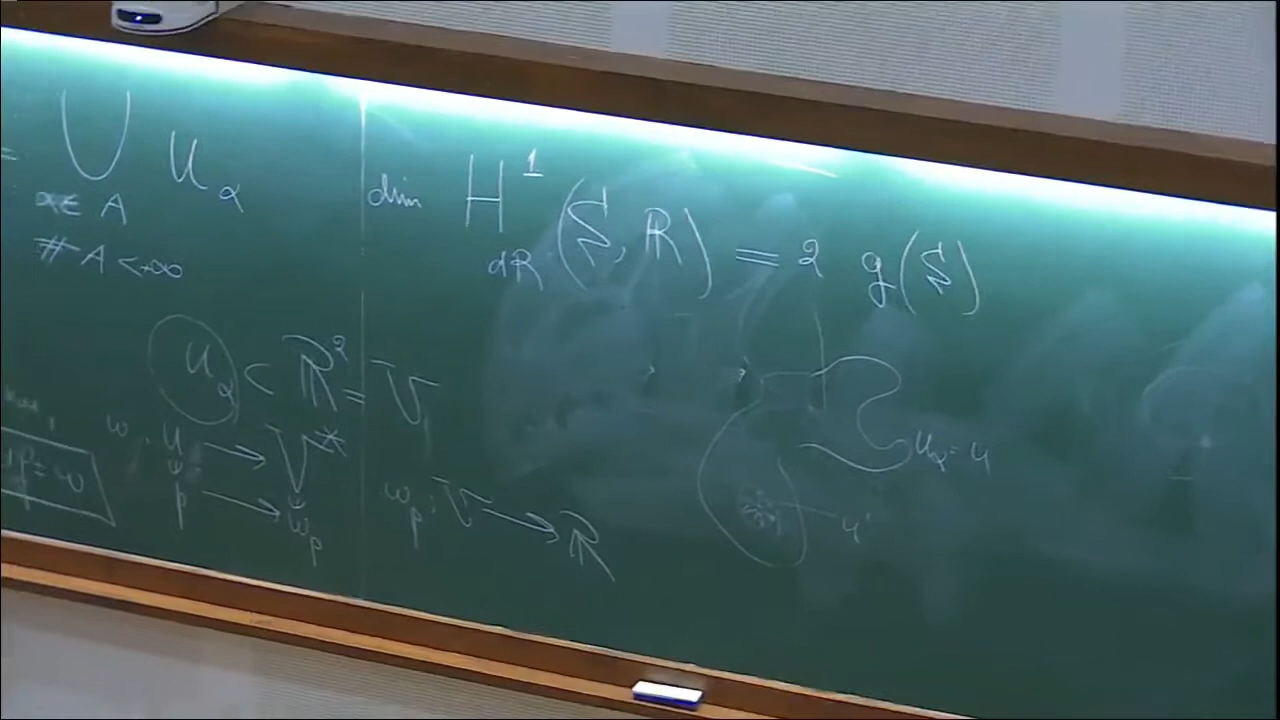 = ⋃ U_α
α∈ A
# A < +∞
dim H¹_dR (S, ℝ) = 2 g(S)
U_α ⊂ ℝ² = V
ω : U → V*
p → ω_p
ω_p : V → ℝ
= ω
U_α = U
U'